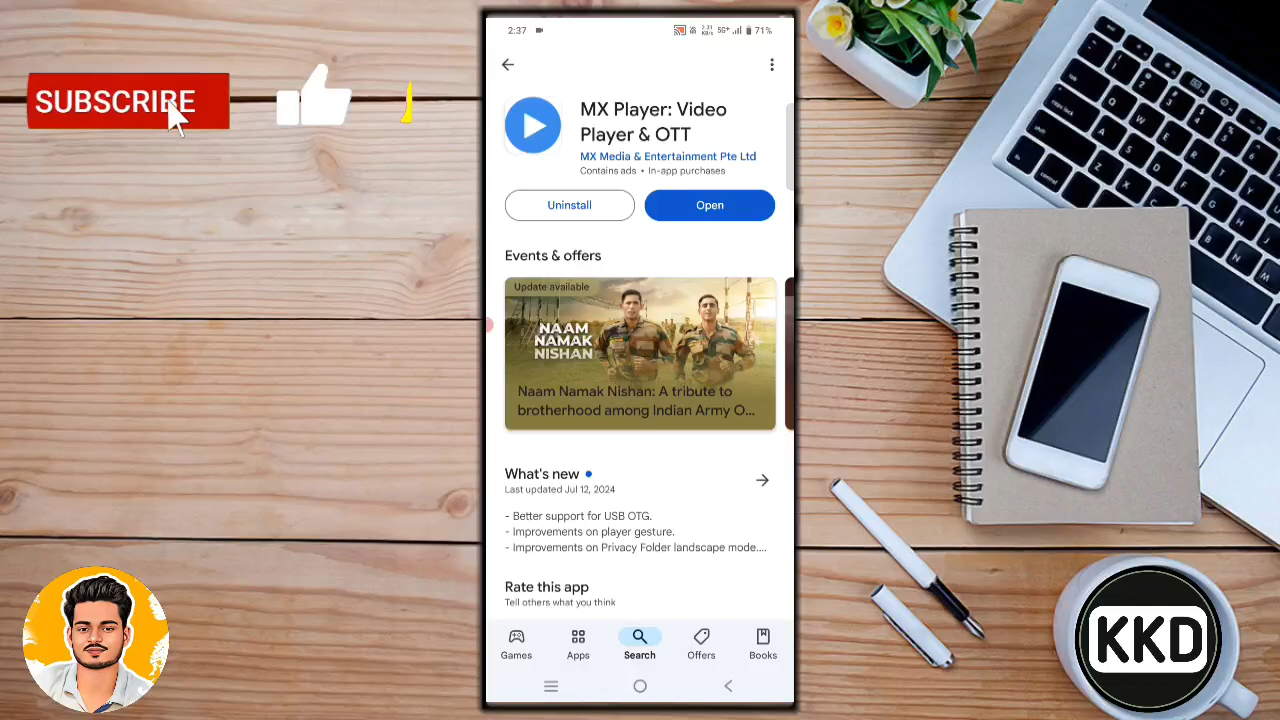 SUBSCRIBE
2:37
5G+
71%
MX Player: Video
Player & OTT
MX Media & Entertainment Pte Ltd
Contains ads • In-app purchases
Uninstall
Open
Events & offers
Update available
NAAM
NAMAK
NISHAN
Naam Namak Nishan: A tribute to
brotherhood among Indian Army O...
What's new
Last updated Jul 12, 2024
- Better support for USB OTG.
- Improvements on player gesture.
- Improvements on Privacy Folder landscape mode....
Rate this app
Tell others what you think
Games
Apps
Search
Offers
Books
KKD